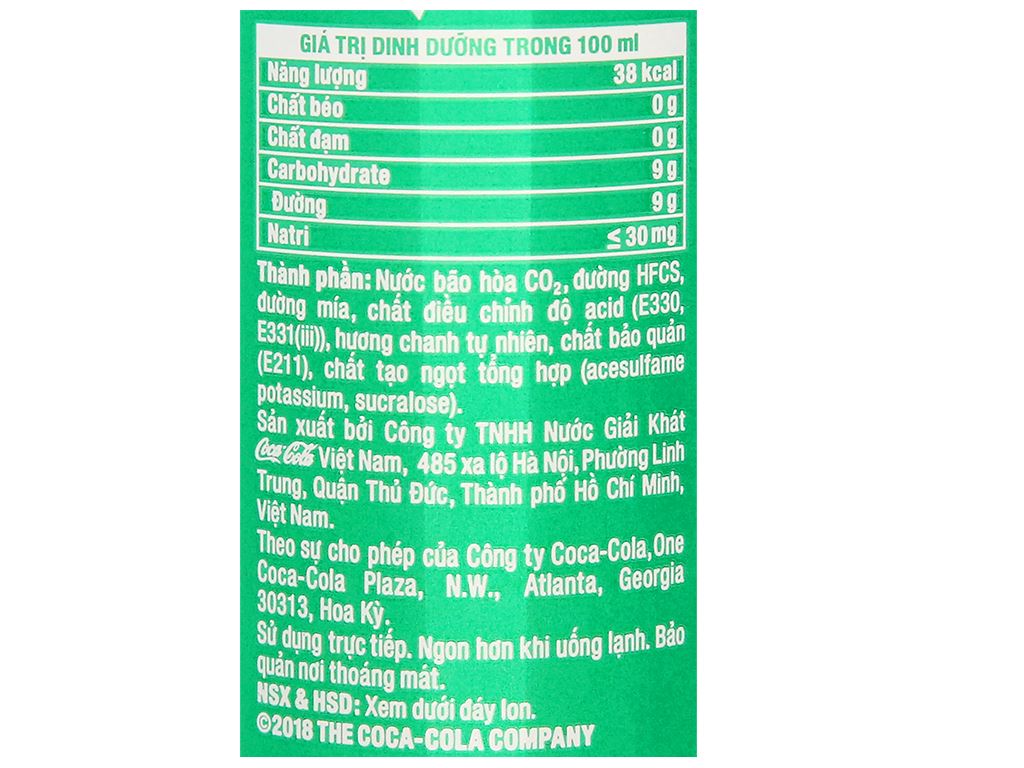 GIÁ TRỊ DINH DƯỠNG TRONG 100 ml
Năng lượng 38 kcal
Chất béo 0 g
Chất đạm 0 g
Carbohydrate 9 g
Đường 9 g
Natri ≤ 30 mg
Thành phần: Nước bão hòa CO₂, đường HFCS,
đường mía, chất điều chỉnh độ acid (E330,
E331(iii)), hương chanh tự nhiên, chất bảo quản
(E211), chất tạo ngọt tổng hợp (acesulfame
potassium, sucralose).
Sản xuất bởi Công ty TNHH Nước Giải Khát
Coca-Cola Việt Nam, 485 xa lộ Hà Nội, Phường Linh
Trung, Quận Thủ Đức, Thành phố Hồ Chí Minh,
Việt Nam.
Theo sự cho phép của Công ty Coca-Cola, One
Coca-Cola Plaza, N.W., Atlanta, Georgia
30313, Hoa Kỳ.
Sử dụng trực tiếp. Ngon hơn khi uống lạnh. Bảo
quản nơi thoáng mát.
NSX & HSD: Xem dưới đáy lon.
©2018 THE COCA-COLA COMPANY